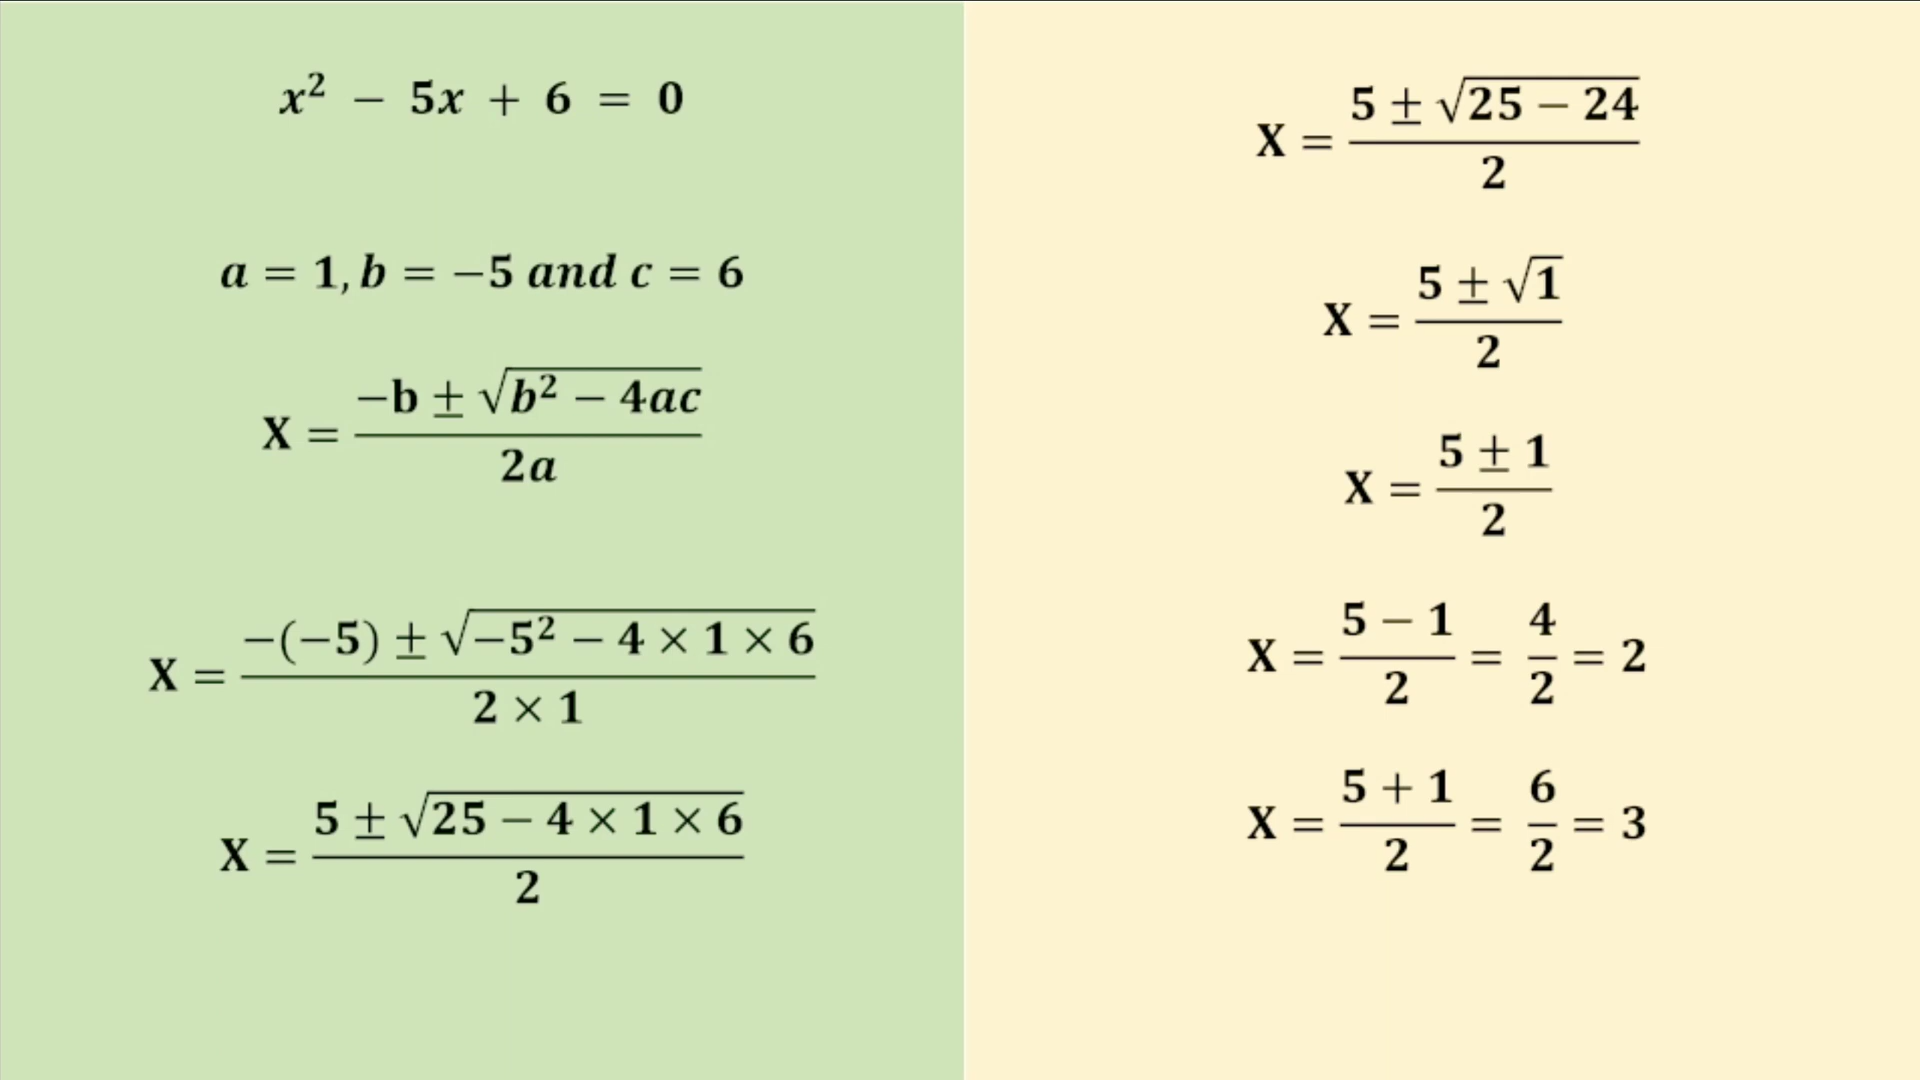 x² − 5x + 6 = 0
a = 1, b = −5 and c = 6
X = (−b ± √(b² − 4ac)) / 2a
X = (−(−5) ± √(−5² − 4 × 1 × 6)) / (2 × 1)
X = (5 ± √(25 − 4 × 1 × 6)) / 2
X = (5 ± √(25 − 24)) / 2
X = (5 ± √1) / 2
X = (5 ± 1) / 2
X = (5 − 1) / 2 = 4/2 = 2
X = (5 + 1) / 2 = 6/2 = 3